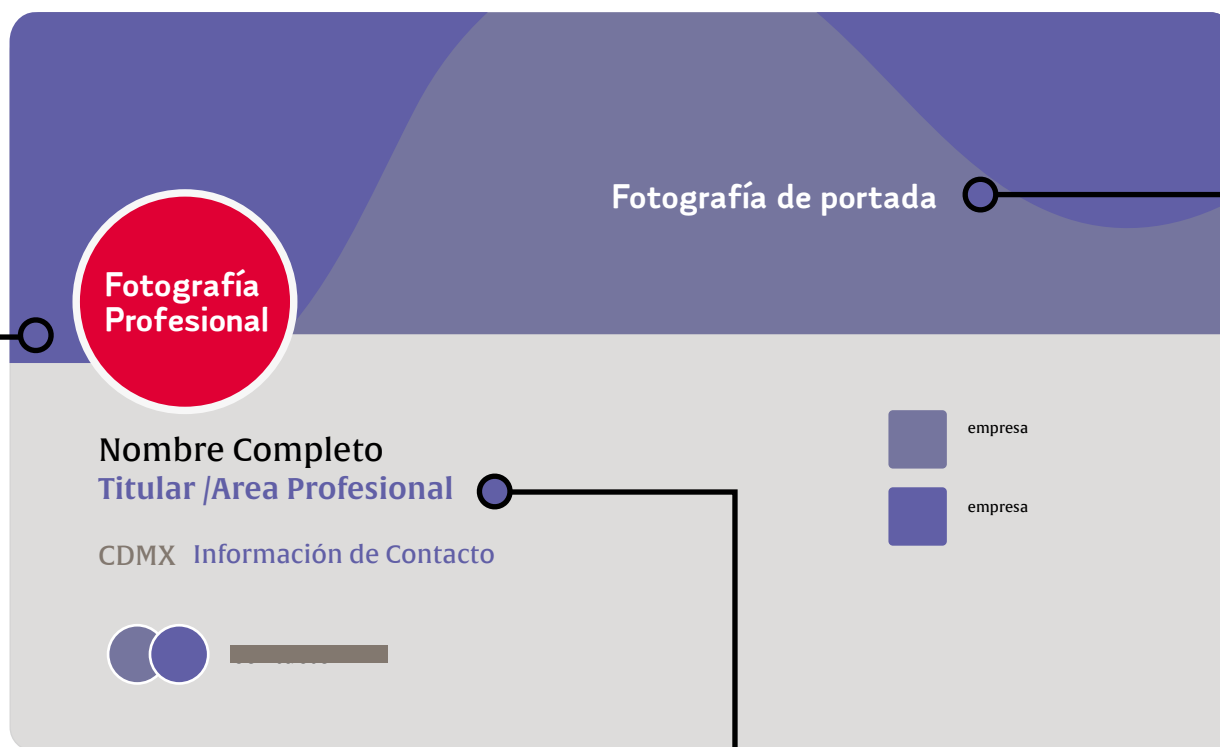 Fotografía de portada
Fotografía
Profesional
Nombre Completo
Titular /Area Profesional
CDMX Información de Contacto
empresa
empresa